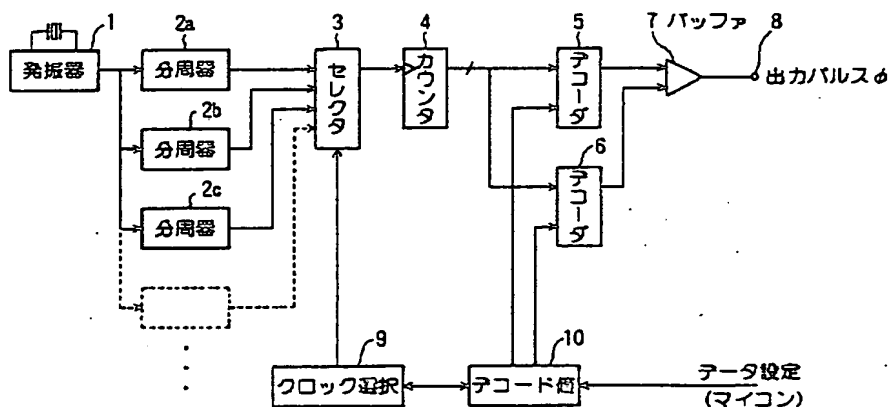 1
発振器
2a
分周器
2b
分周器
2c
分周器
3
セレクタ
4
カウンタ
5
デコーダ
6
デコーダ
7 バッファ
8
出力パルスφ
9
クロック選択
10
デコード値
データ設定
(マイコン)